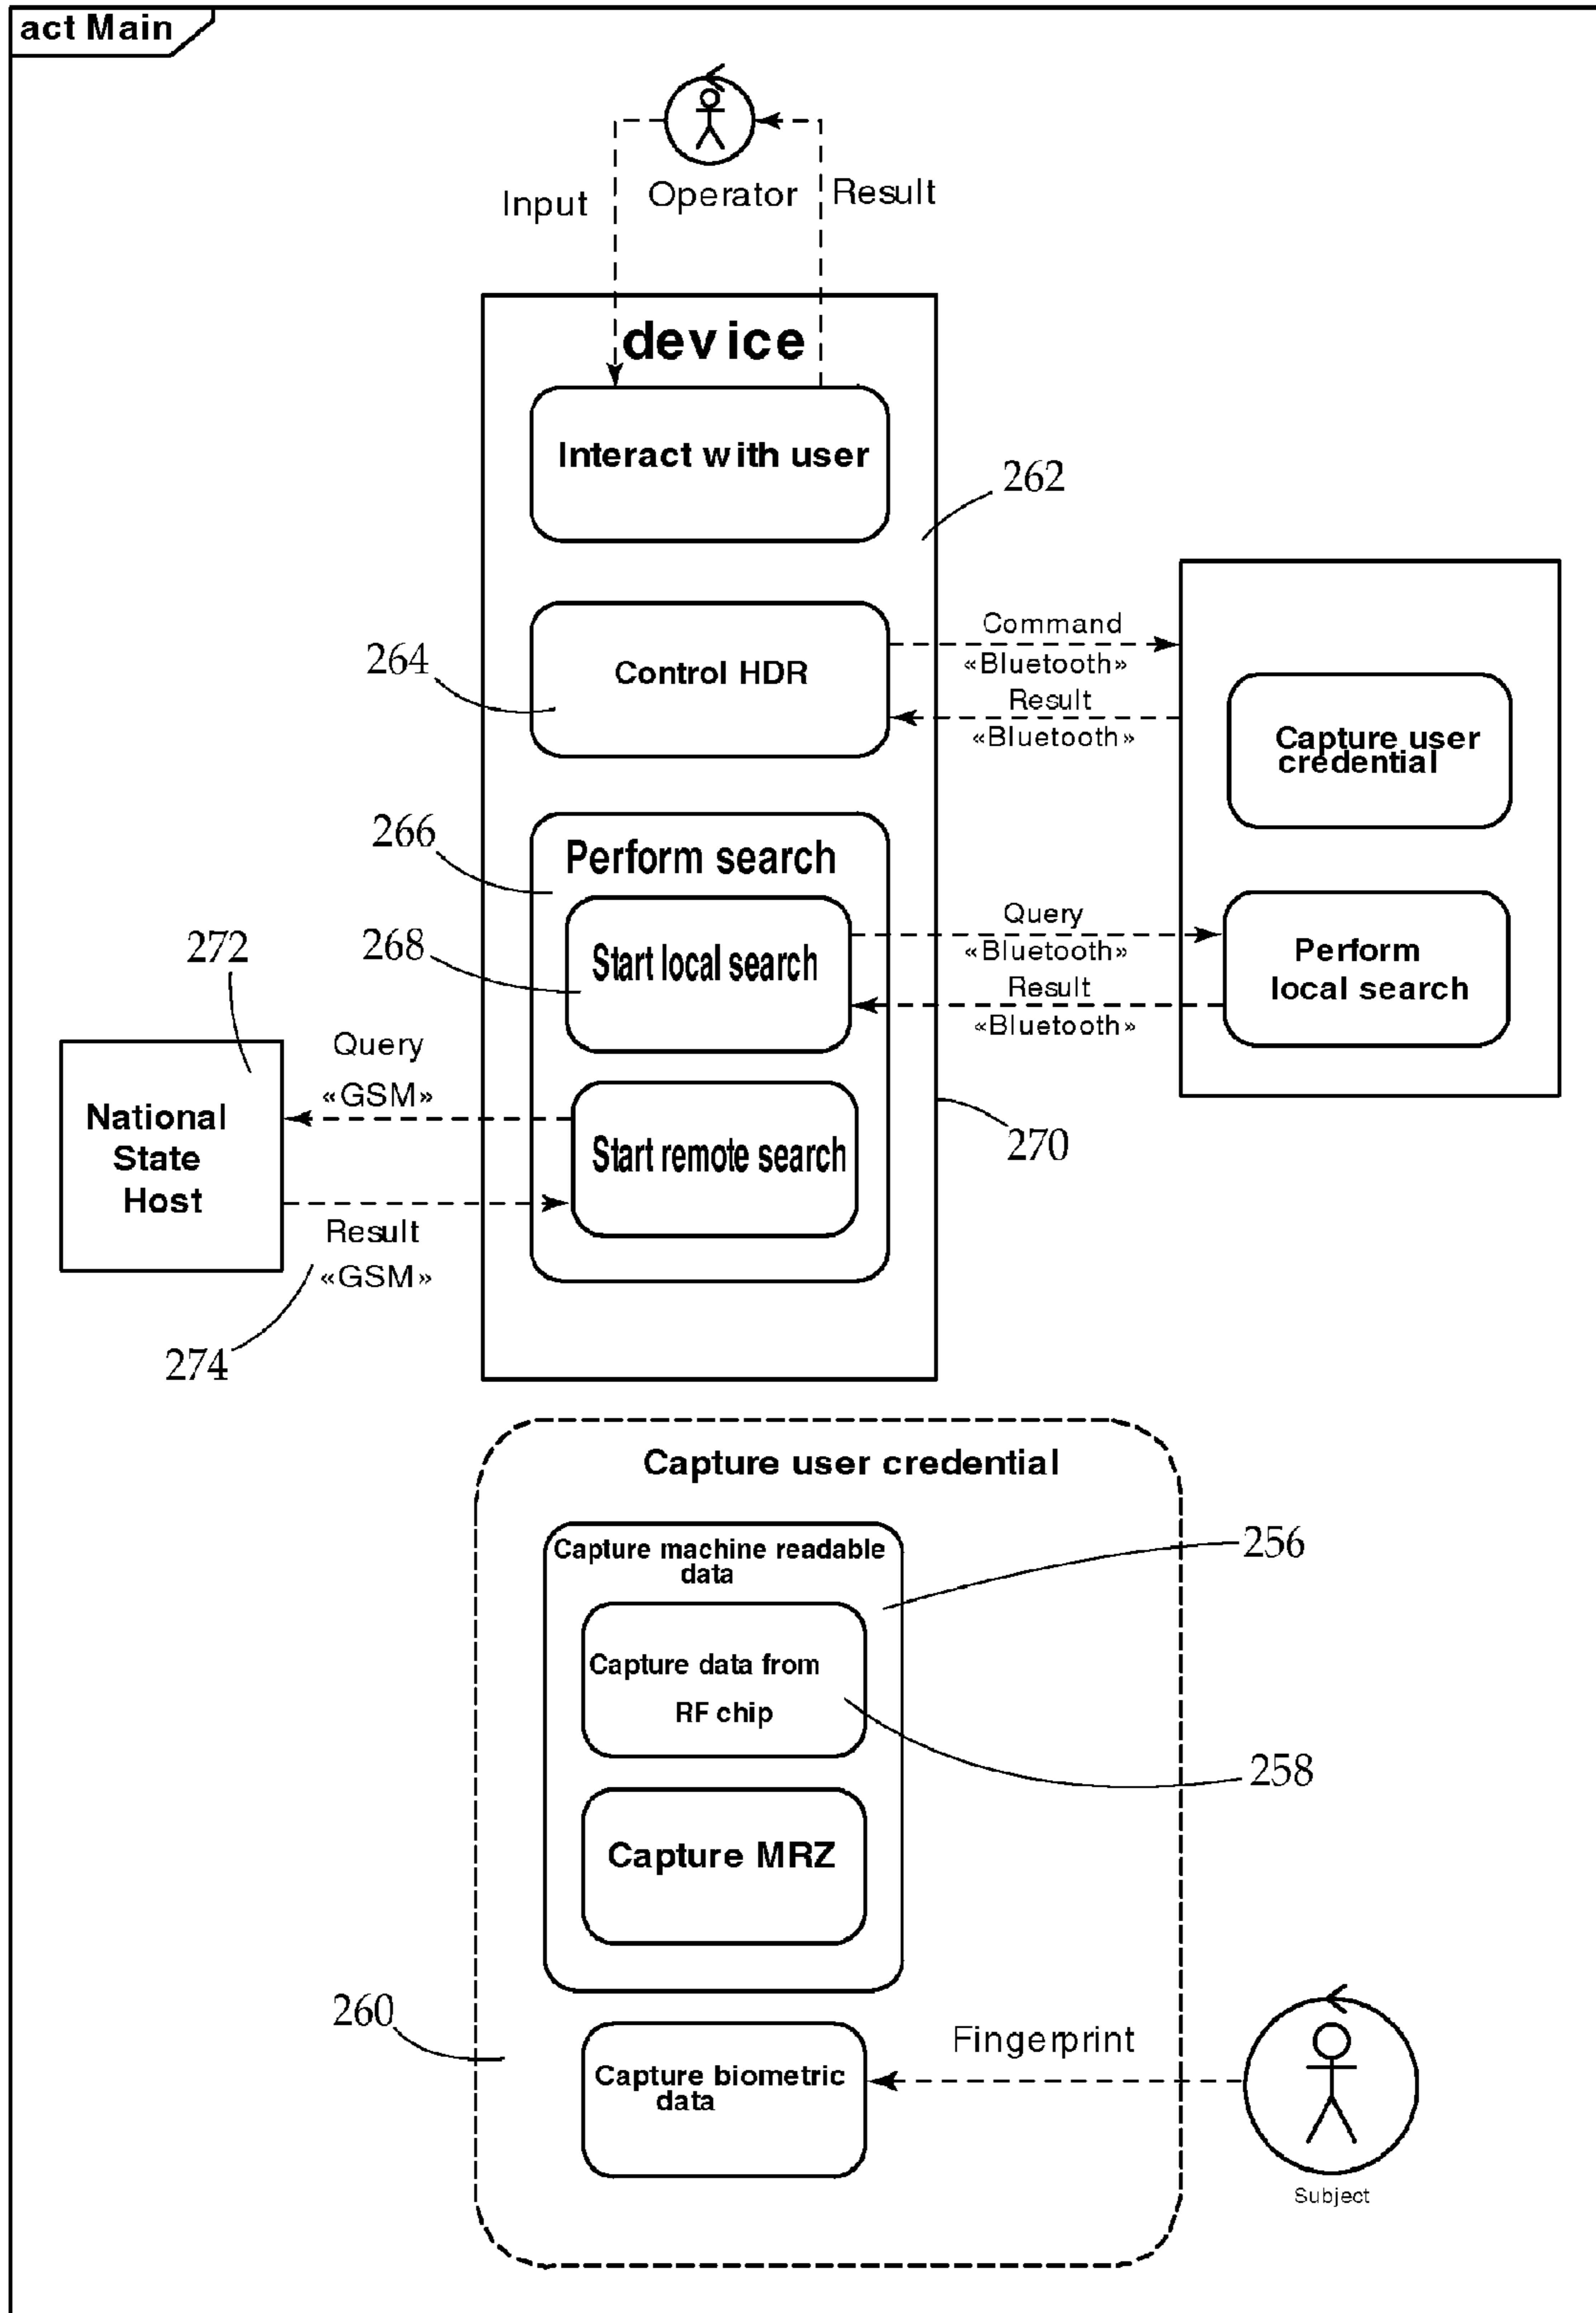 act Main
Input
Operator
Result
device
Interact with user
262
Command
«Bluetooth»
Result
«Bluetooth»
264
Control HDR
Capture user
credential
266
Perform search
268
Start local search
Query
«Bluetooth»
Result
«Bluetooth»
Perform
local search
272
Query
«GSM»
National
State
Host
Start remote search
270
Result
«GSM»
274
Capture user credential
Capture machine readable
data
256
Capture data from
RF chip
258
Capture MRZ
260
Capture biometric
data
Fingerprint
Subject